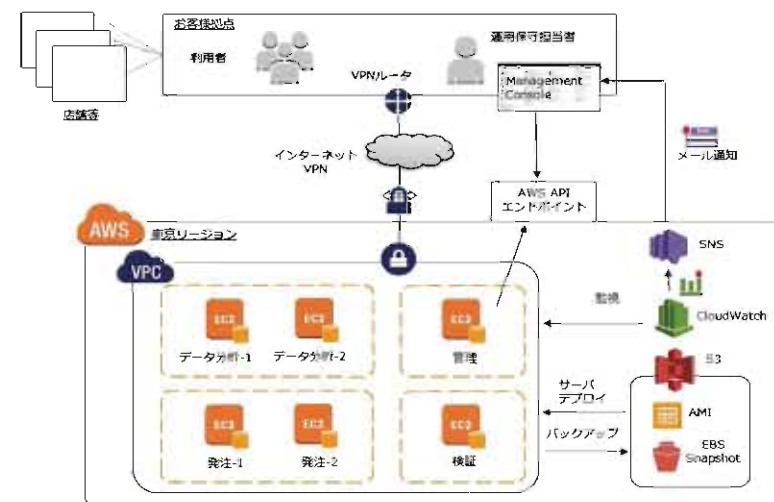 お客様拠点
利用者
運用保守担当者
VPNルータ
Management
Console
店舗等
インターネット
VPN
メール通知
AWS API
エンドポイント
AWS
東京リージョン
SNS
VPC
EC2
EC2
EC2
監視
CloudWatch
データ分析-1
データ分析-2
管理
S3
サーバ
デプロイ
AMI
EC2
EC2
EC2
バックアップ
EBS
Snapshot
発注-1
発注-2
検証